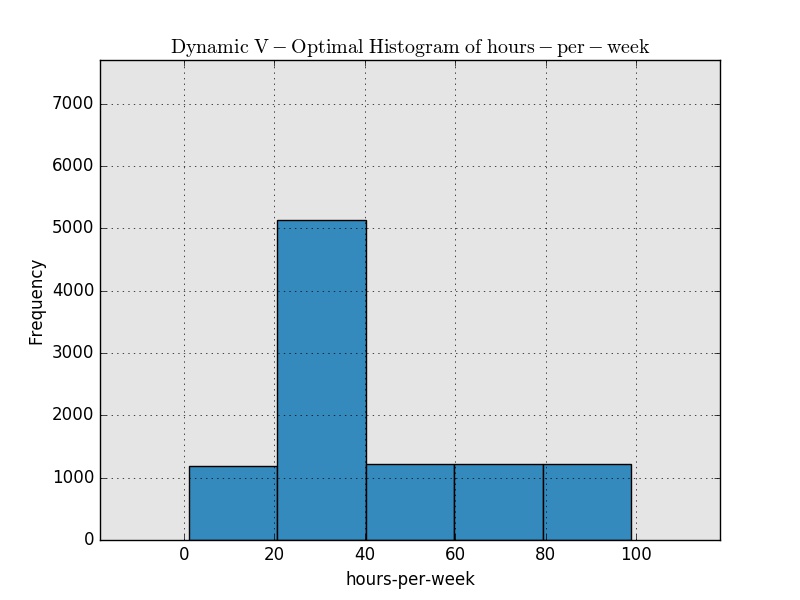 Dynamic V − Optimal Histogram of hours − per − week
7000
6000
5000
4000
3000
2000
1000
0
Frequency
0 20 40 60 80 100
hours-per-week